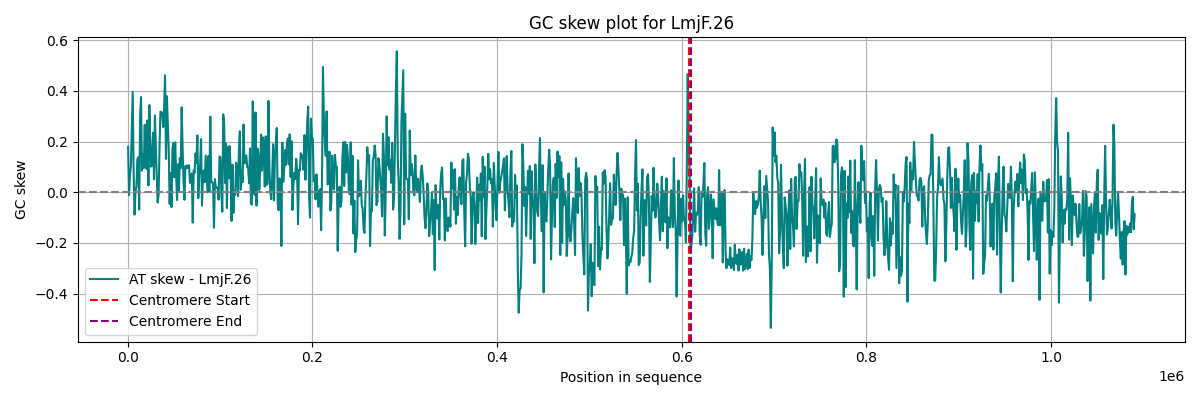 GC skew plot for LmjF.26
GC skew
0.6
0.4
0.2
0.0
−0.2
−0.4
AT skew - LmjF.26
Centromere Start
Centromere End
0.0 0.2 0.4 0.6 0.8 1.0
1e6
Position in sequence